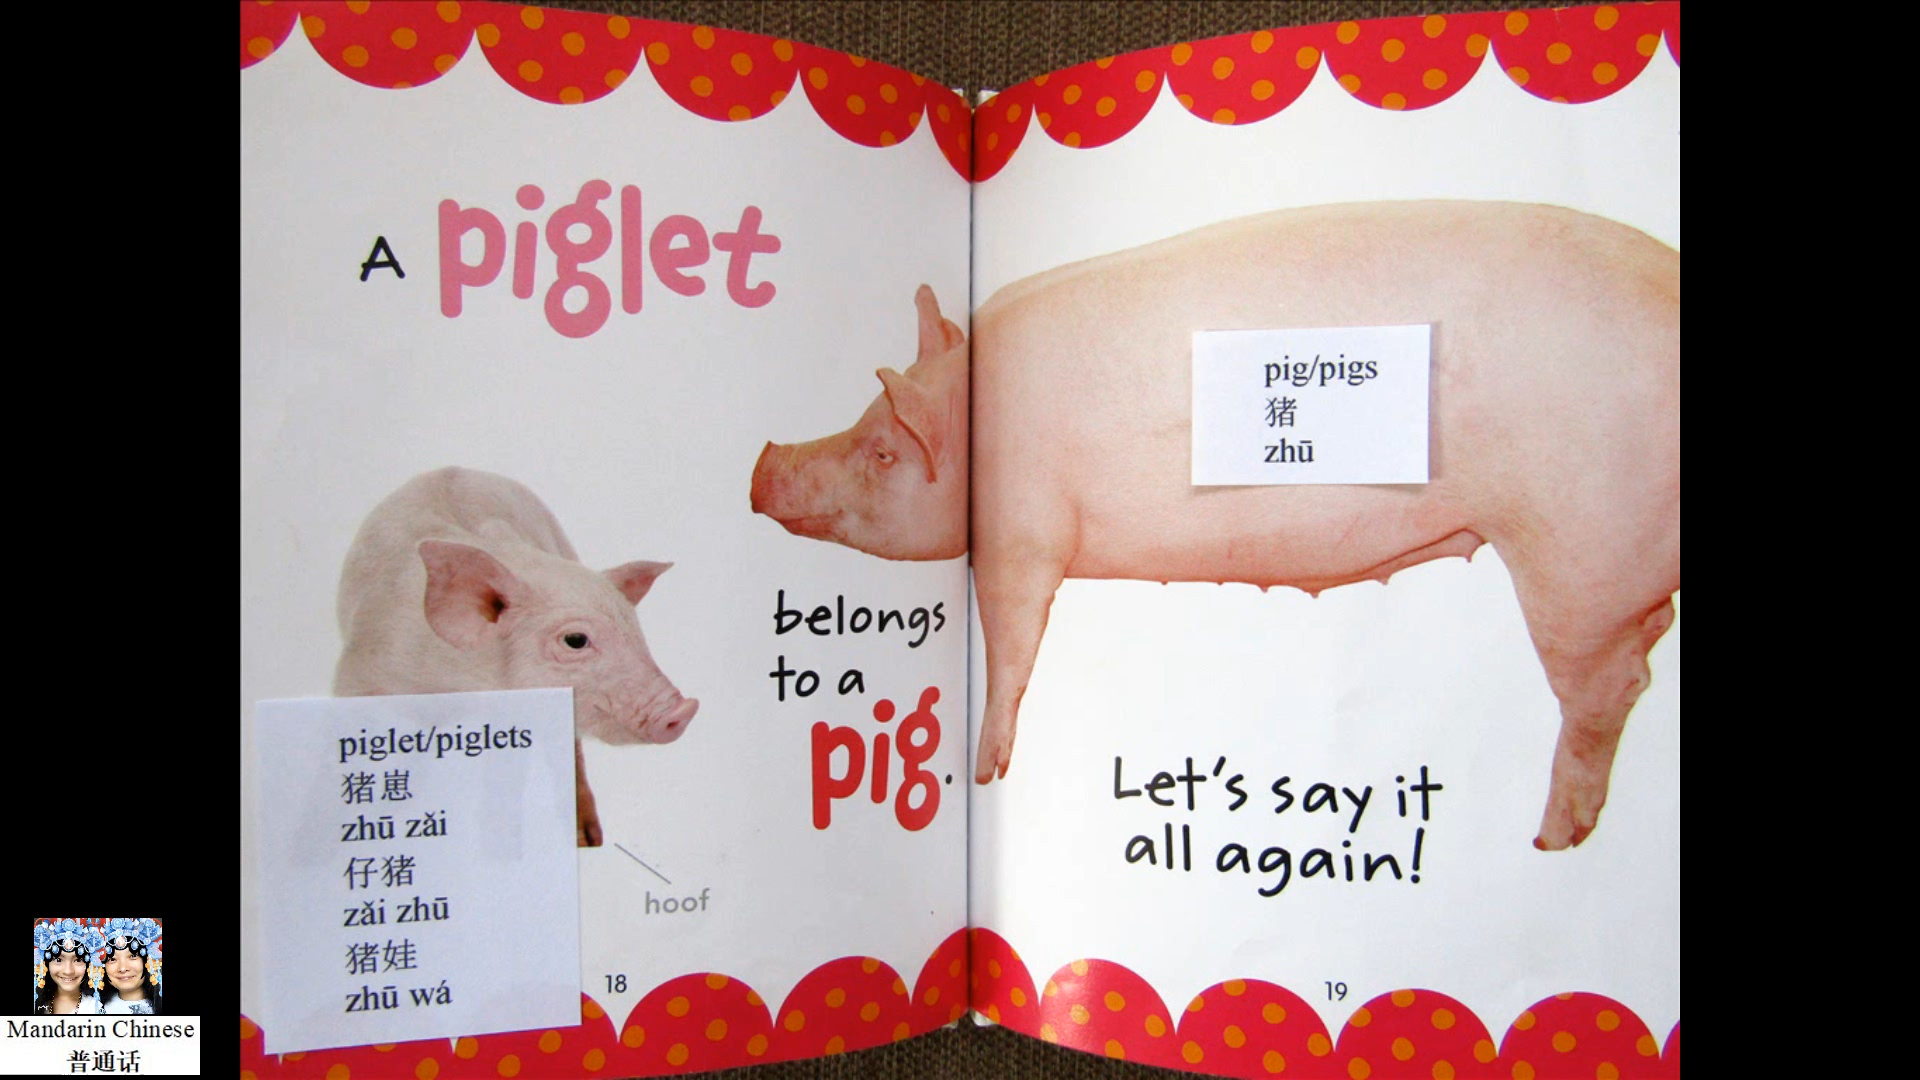 A piglet
belongs
to a
pig.
hoof
piglet/piglets
猪崽
zhū zǎi
仔猪
zǎi zhū
猪娃
zhū wá
18
pig/pigs
猪
zhū
Let's say it
all again!
19
Mandarin Chinese
普通话